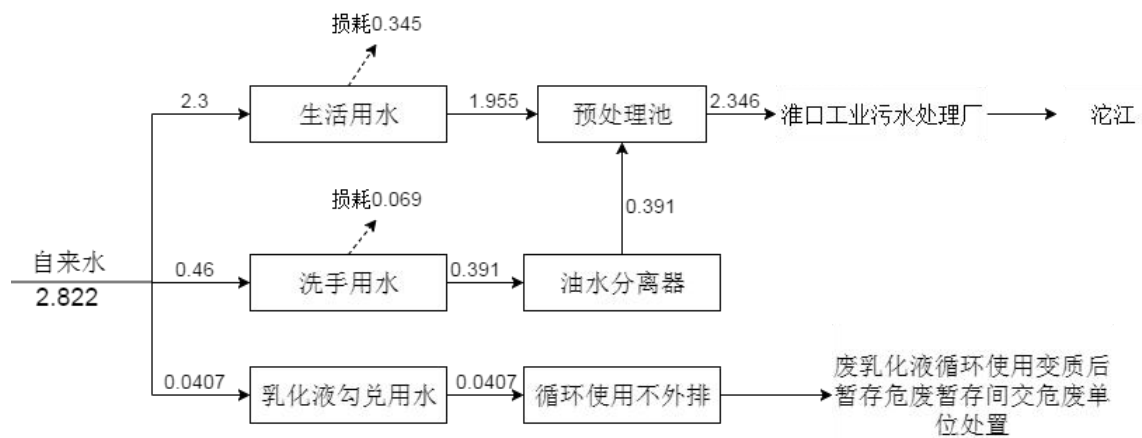 损耗0.345
2.3
生活用水
1.955
预处理池
2.346
淮口工业污水处理厂
沱江
损耗0.069
0.391
自来水
2.822
0.46
洗手用水
0.391
油水分离器
0.0407
乳化液勾兑用水
0.0407
循环使用不外排
废乳化液循环使用变质后
暂存危废暂存间交危废单
位处置